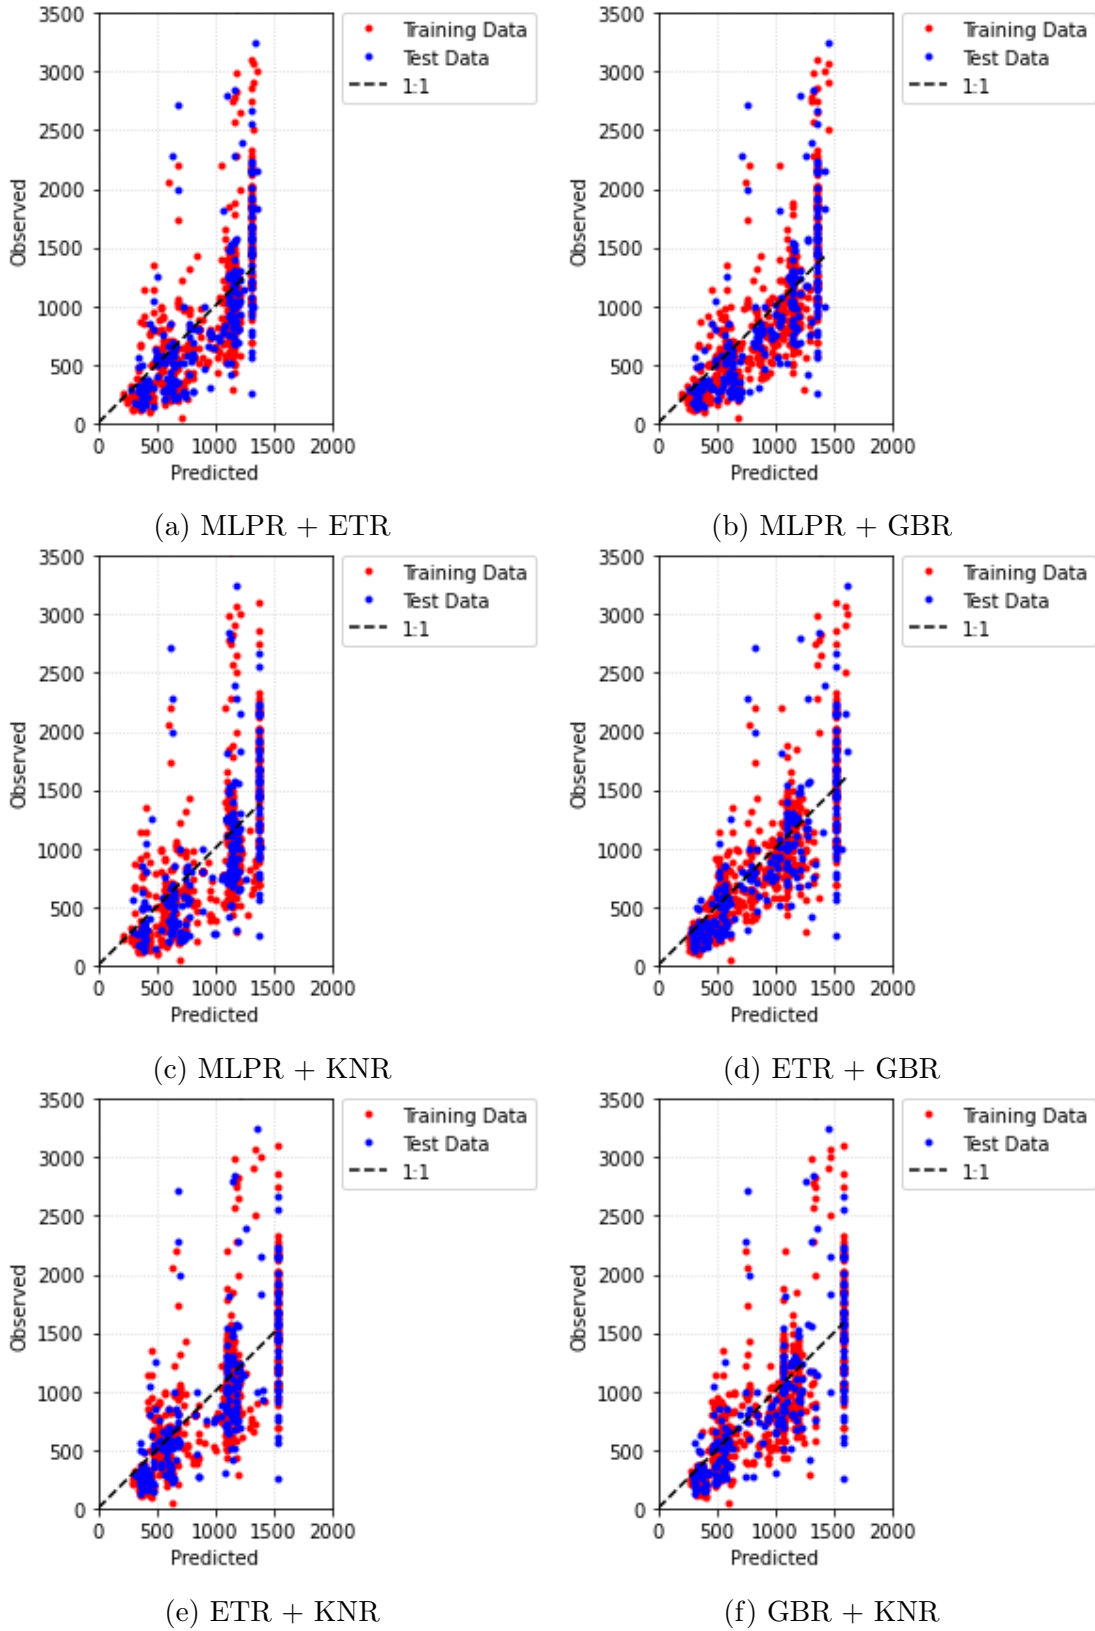 3500
3000
2500
2000
1500
1000
500
0
Observed
0 500 1000 1500 2000
Predicted
Training Data
Test Data
1:1
(a) MLPR + ETR
3500
3000
2500
2000
1500
1000
500
0
Observed
0 500 1000 1500 2000
Predicted
Training Data
Test Data
1:1
(b) MLPR + GBR
3500
3000
2500
2000
1500
1000
500
0
Observed
0 500 1000 1500 2000
Predicted
Training Data
Test Data
1:1
(c) MLPR + KNR
3500
3000
2500
2000
1500
1000
500
0
Observed
0 500 1000 1500 2000
Predicted
Training Data
Test Data
1:1
(d) ETR + GBR
3500
3000
2500
2000
1500
1000
500
0
Observed
0 500 1000 1500 2000
Predicted
Training Data
Test Data
1:1
(e) ETR + KNR
3500
3000
2500
2000
1500
1000
500
0
Observed
0 500 1000 1500 2000
Predicted
Training Data
Test Data
1:1
(f) GBR + KNR